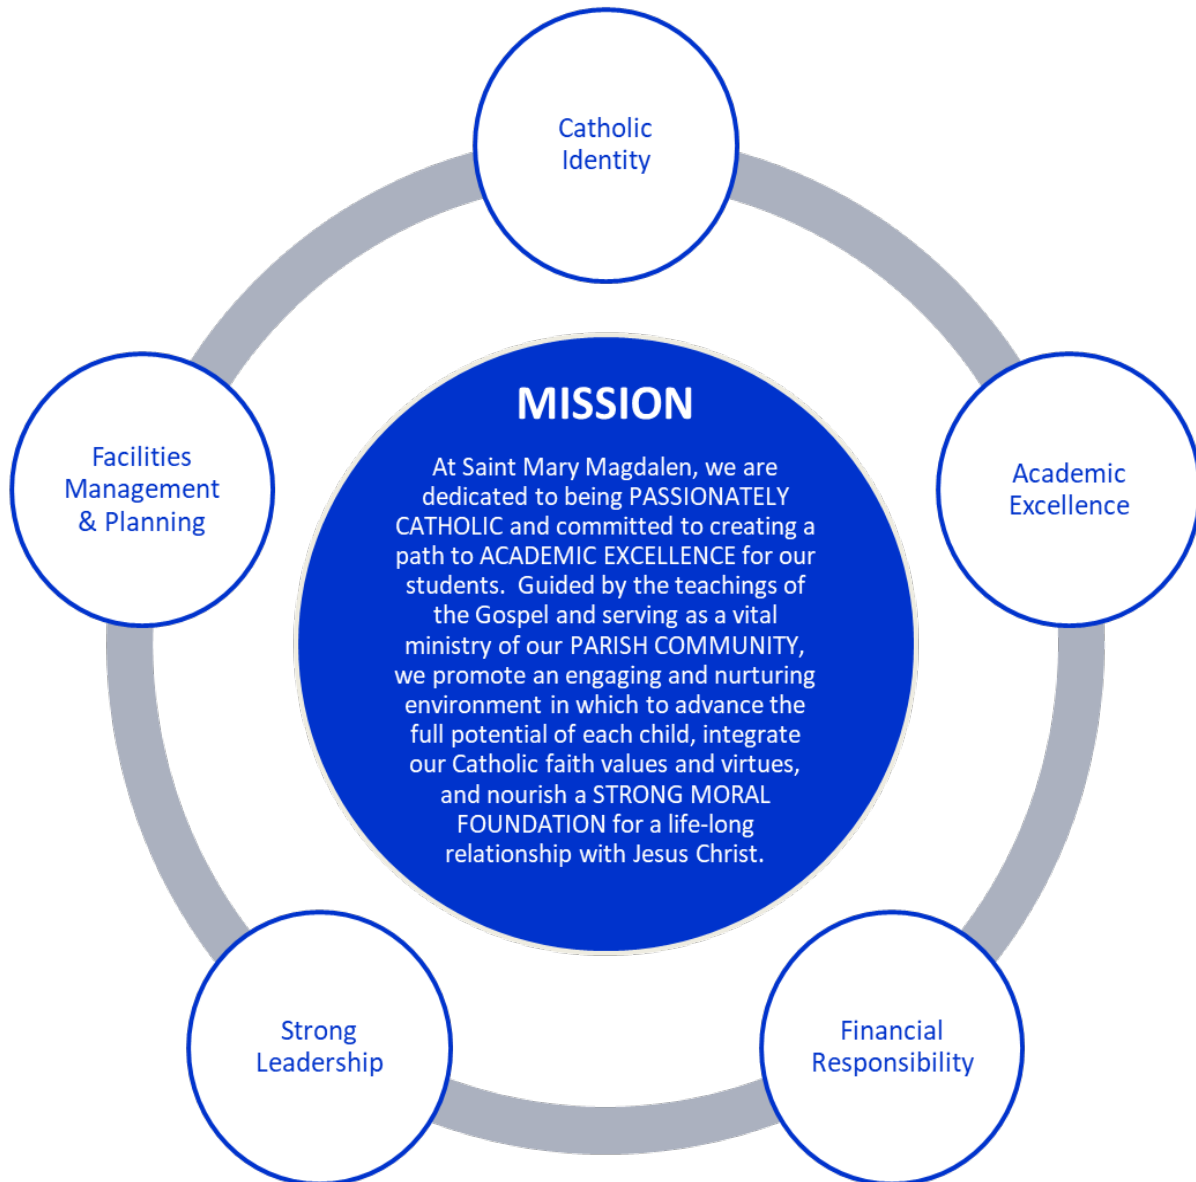 Catholic
Identity
Facilities
Management
& Planning
MISSION
At Saint Mary Magdalen, we are
dedicated to being PASSIONATELY
CATHOLIC and committed to creating a
path to ACADEMIC EXCELLENCE for our
students.  Guided by the teachings of
the Gospel and serving as a vital
ministry of our PARISH COMMUNITY,
we promote an engaging and nurturing
environment in which to advance the
full potential of each child, integrate
our Catholic faith values and virtues,
and nourish a STRONG MORAL
FOUNDATION for a life-long
relationship with Jesus Christ.
Academic
Excellence
Strong
Leadership
Financial
Responsibility